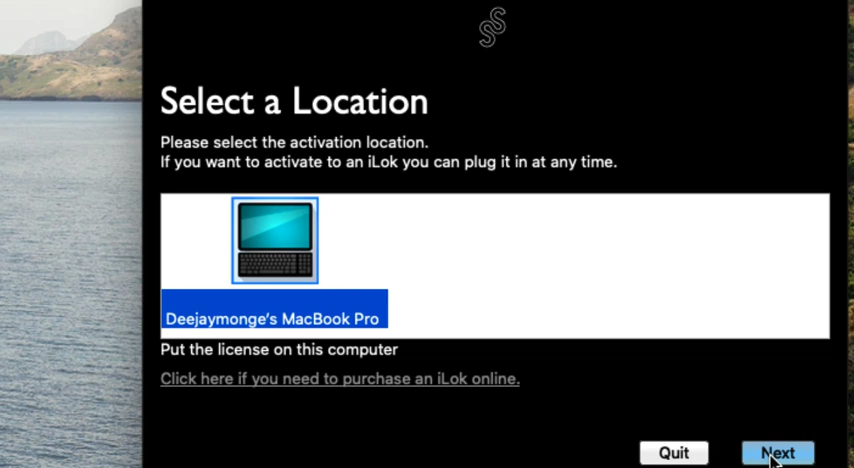 Select a Location
Please select the activation location.
If you want to activate to an iLok you can plug it in at any time.
Deejaymonge's MacBook Pro
Put the license on this computer
Click here if you need to purchase an iLok online.
Quit
Next